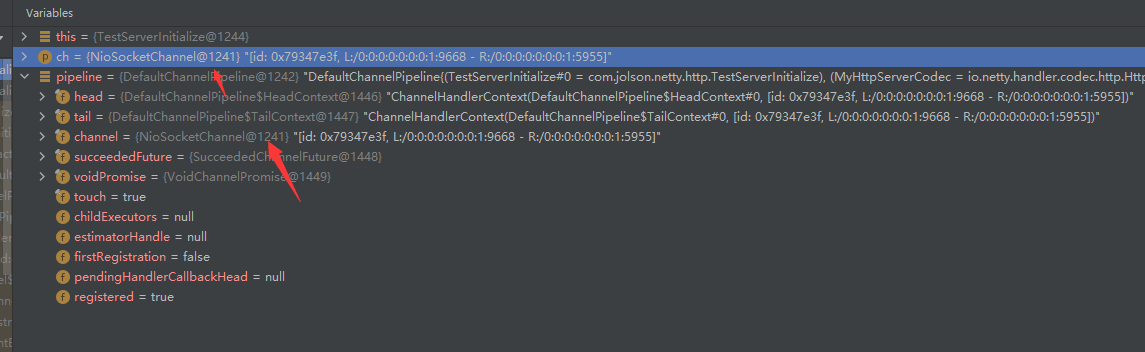 Variables
this = {TestServerInitialize@1244}
p ch = {NioSocketChannel@1241} "[id: 0x79347e3f, L:/0:0:0:0:0:0:0:1:9668 - R:/0:0:0:0:0:0:0:1:5955]"
pipeline = {DefaultChannelPipeline@1242} "DefaultChannelPipeline{(TestServerInitialize#0 = com.jolson.netty.http.TestServerInitialize), (MyHttpServerCodec = io.netty.handler.codec.http.Http
f head = {DefaultChannelPipeline$HeadContext@1446} "ChannelHandlerContext(DefaultChannelPipeline$HeadContext#0, [id: 0x79347e3f, L:/0:0:0:0:0:0:0:1:9668 - R:/0:0:0:0:0:0:0:1:5955])"
f tail = {DefaultChannelPipeline$TailContext@1447} "ChannelHandlerContext(DefaultChannelPipeline$TailContext#0, [id: 0x79347e3f, L:/0:0:0:0:0:0:0:1:9668 - R:/0:0:0:0:0:0:0:1:5955])"
f channel = {NioSocketChannel@1241} "[id: 0x79347e3f, L:/0:0:0:0:0:0:0:1:9668 - R:/0:0:0:0:0:0:0:1:5955]"
f succeededFuture = {SucceededChannelFuture@1448}
f voidPromise = {VoidChannelPromise@1449}
f touch = true
f childExecutors = null
f estimatorHandle = null
f firstRegistration = false
f pendingHandlerCallbackHead = null
f registered = true